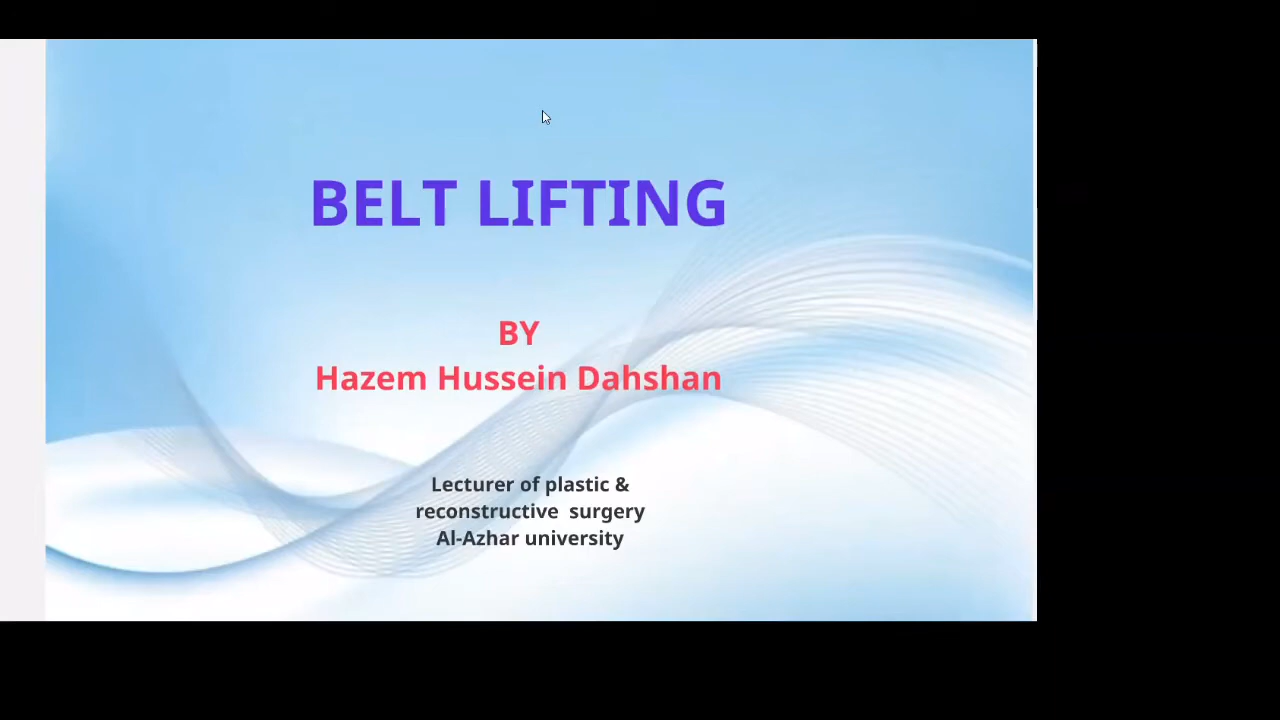 BELT LIFTING
BY
Hazem Hussein Dahshan
Lecturer of plastic &
reconstructive  surgery
Al-Azhar university